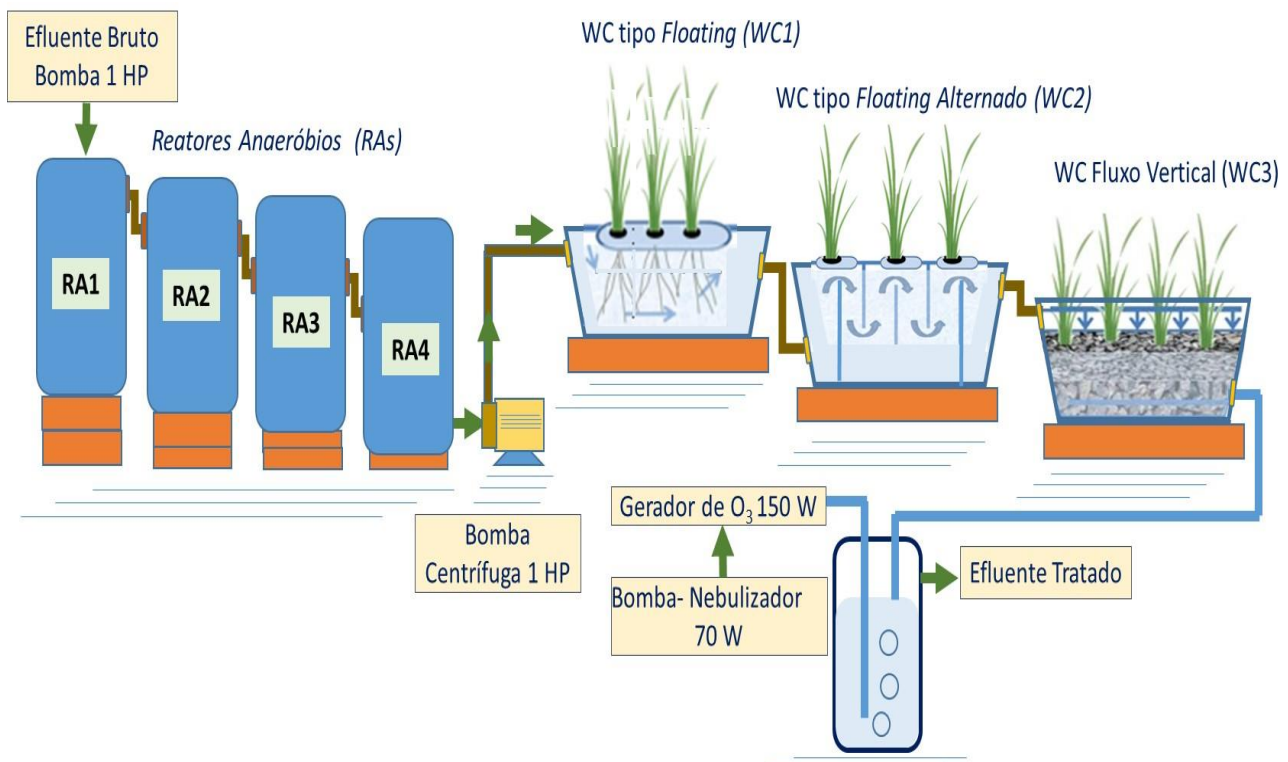 Efluente Bruto
Bomba 1 HP
Reatores Anaeróbios (RAs)
RA1
RA2
RA3
RA4
Bomba
Centrífuga 1 HP
WC tipo Floating (WC1)
WC tipo Floating Alternado (WC2)
WC Fluxo Vertical (WC3)
Gerador de O₃ 150 W
Bomba- Nebulizador
70 W
Efluente Tratado